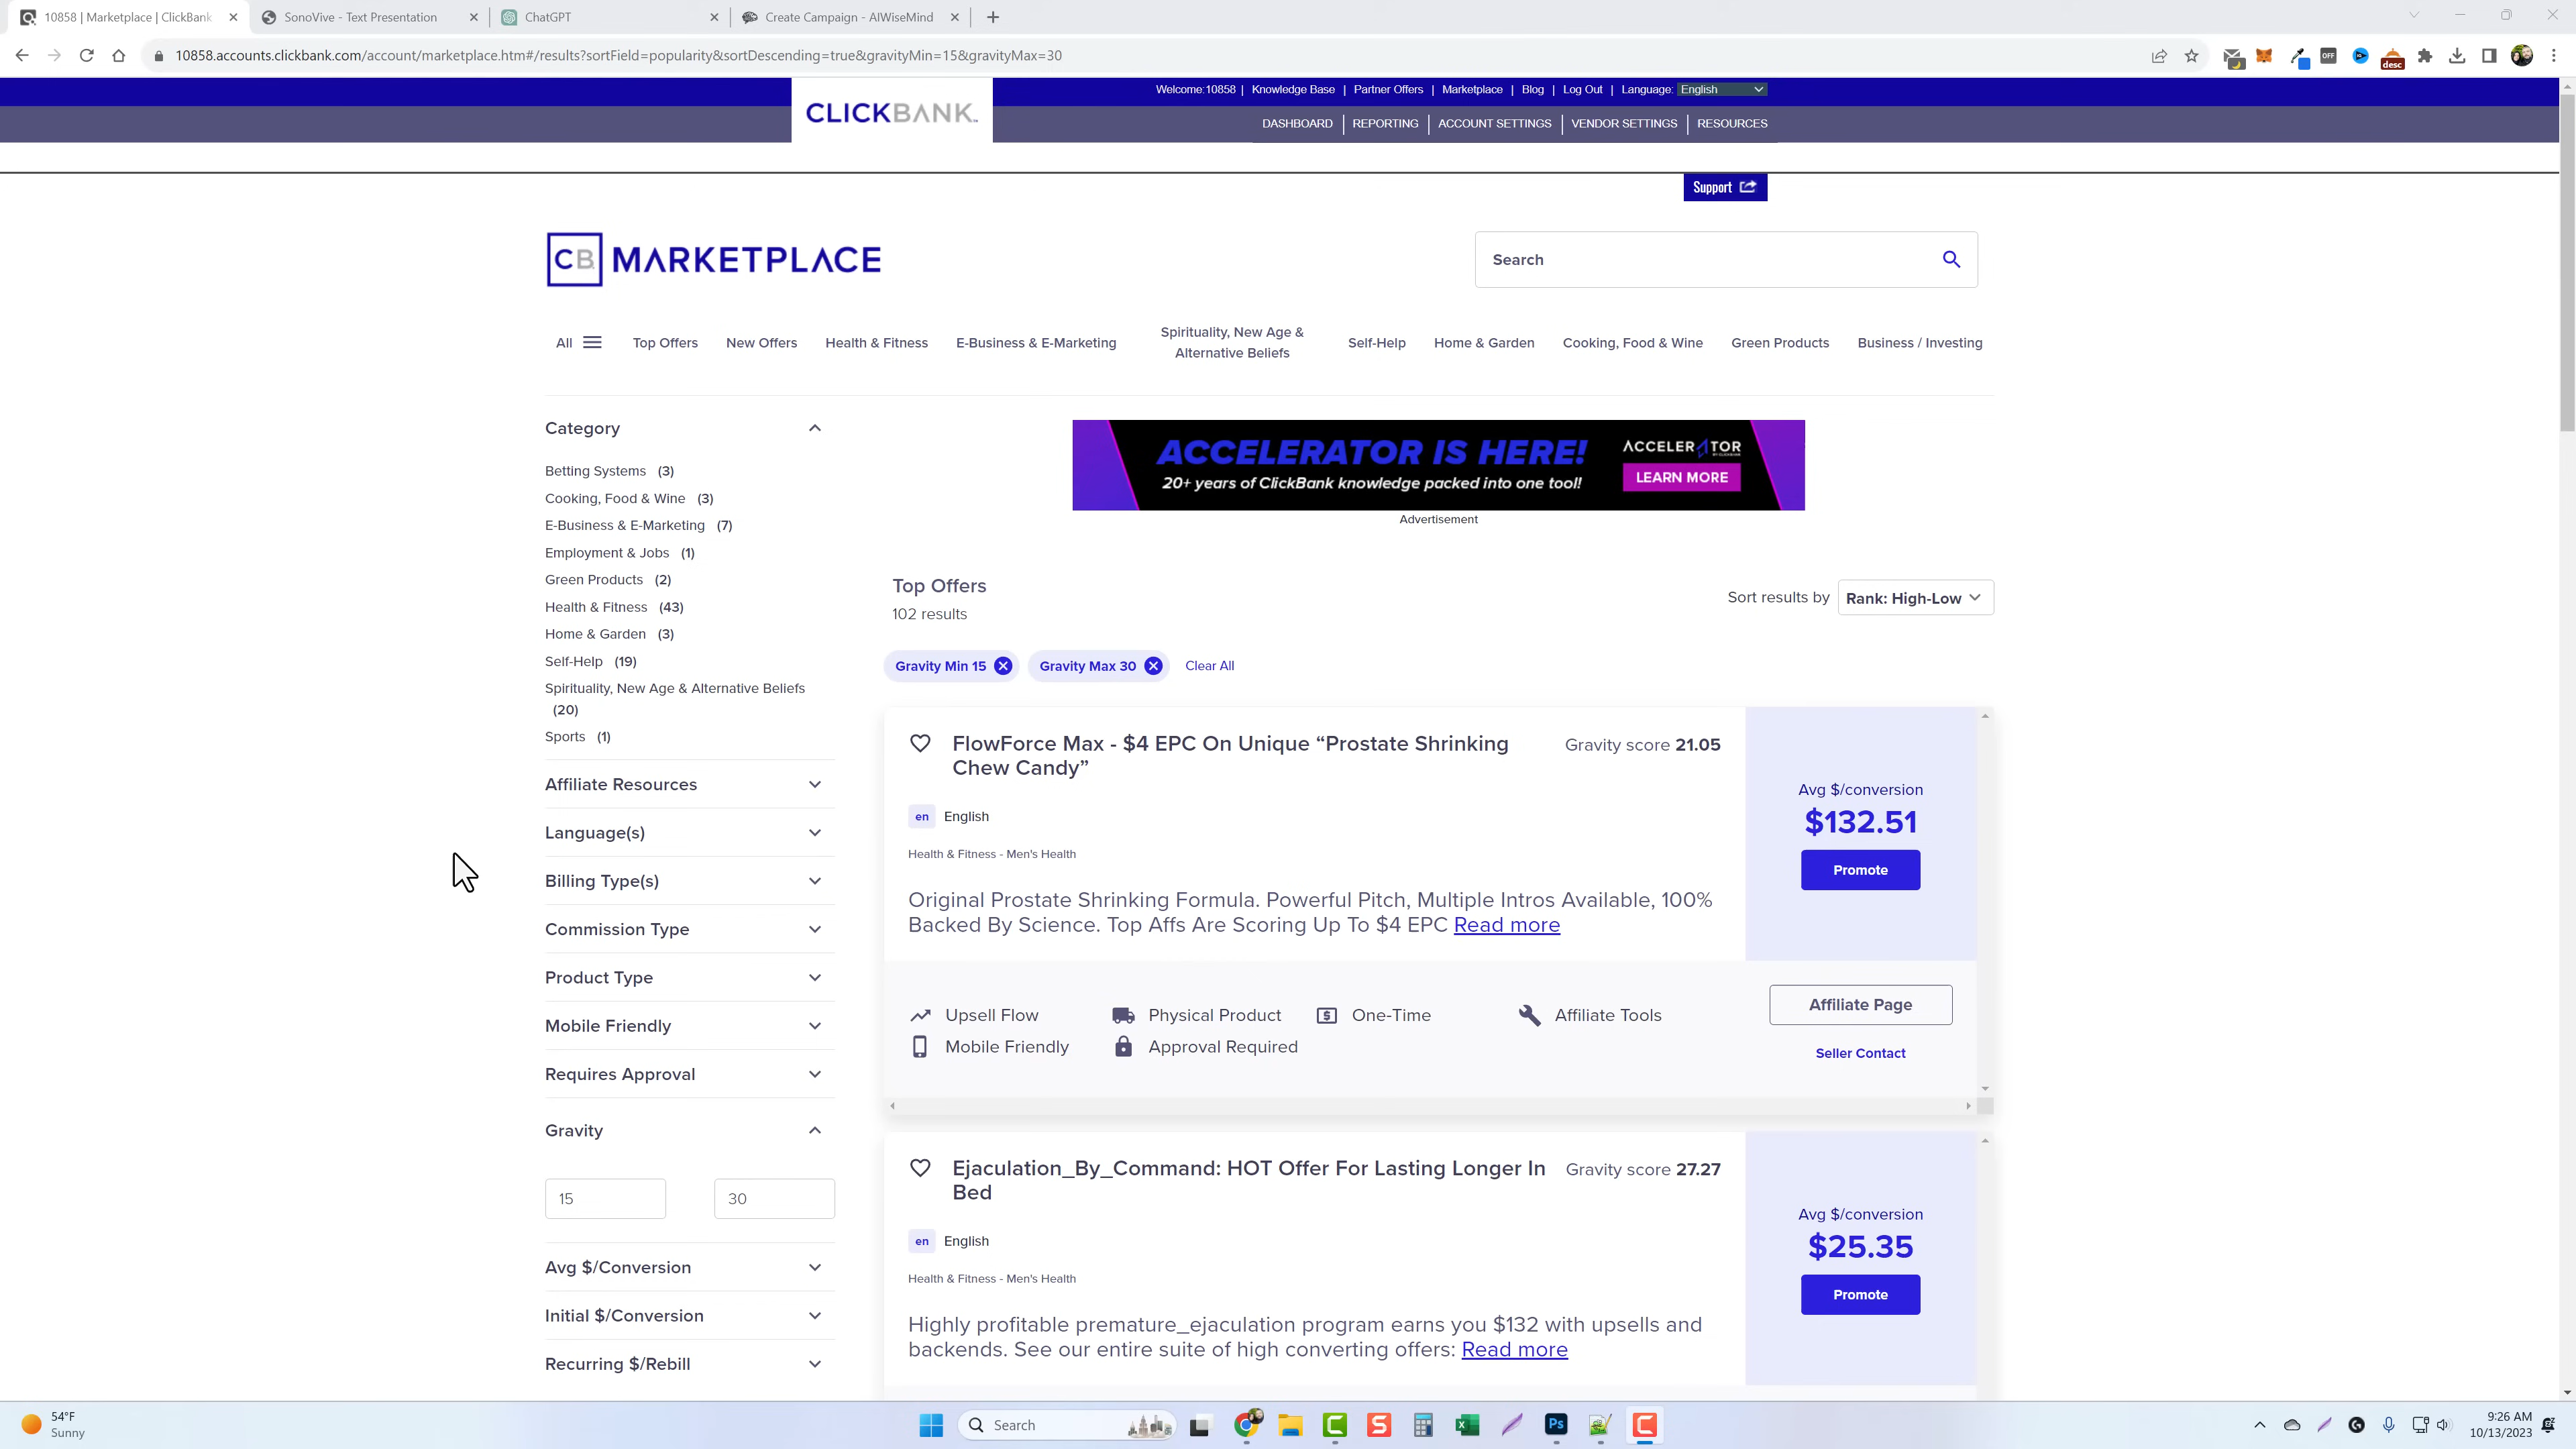 10858 | Marketplace | ClickBank
SonoVive - Text Presentation
ChatGPT
Create Campaign - AIWiseMind
10858.accounts.clickbank.com/account/marketplace.htm#/results?sortField=popularity&sortDescending=true&gravityMin=15&gravityMax=30
OFF
desc
Welcome:10858 | Knowledge Base | Partner Offers | Marketplace | Blog | Log Out | Language: English
CLICKBANK
DASHBOARD | REPORTING | ACCOUNT SETTINGS | VENDOR SETTINGS | RESOURCES
Support
CB MARKETPLACE
Search
All
Top Offers
New Offers
Health & Fitness
E-Business & E-Marketing
Spirituality, New Age &
Alternative Beliefs
Self-Help
Home & Garden
Cooking, Food & Wine
Green Products
Business / Investing
Category
Betting Systems (3)
Cooking, Food & Wine (3)
E-Business & E-Marketing (7)
Employment & Jobs (1)
Green Products (2)
Health & Fitness (43)
Home & Garden (3)
Self-Help (19)
Spirituality, New Age & Alternative Beliefs
(20)
Sports (1)
Affiliate Resources
Language(s)
Billing Type(s)
Commission Type
Product Type
Mobile Friendly
Requires Approval
Gravity
15
30
Avg $/Conversion
Initial $/Conversion
Recurring $/Rebill
ACCELERATOR IS HERE!
20+ years of ClickBank knowledge packed into one tool!
ACCELERATOR
BY CLICKBANK
LEARN MORE
Advertisement
Top Offers
102 results
Sort results by Rank: High-Low
Gravity Min 15
Gravity Max 30
Clear All
FlowForce Max - $4 EPC On Unique “Prostate Shrinking
Chew Candy”
Gravity score 21.05
en English
Health & Fitness - Men's Health
Original Prostate Shrinking Formula. Powerful Pitch, Multiple Intros Available, 100%
Backed By Science. Top Affs Are Scoring Up To $4 EPC Read more
Avg $/conversion
$132.51
Promote
Upsell Flow
Physical Product
One-Time
Affiliate Tools
Mobile Friendly
Approval Required
Affiliate Page
Seller Contact
Ejaculation_By_Command: HOT Offer For Lasting Longer In
Bed
Gravity score 27.27
en English
Health & Fitness - Men's Health
Highly profitable premature_ejaculation program earns you $132 with upsells and
backends. See our entire suite of high converting offers: Read more
Avg $/conversion
$25.35
Promote
54°F
Sunny
Search
Ps
9:26 AM
10/13/2023